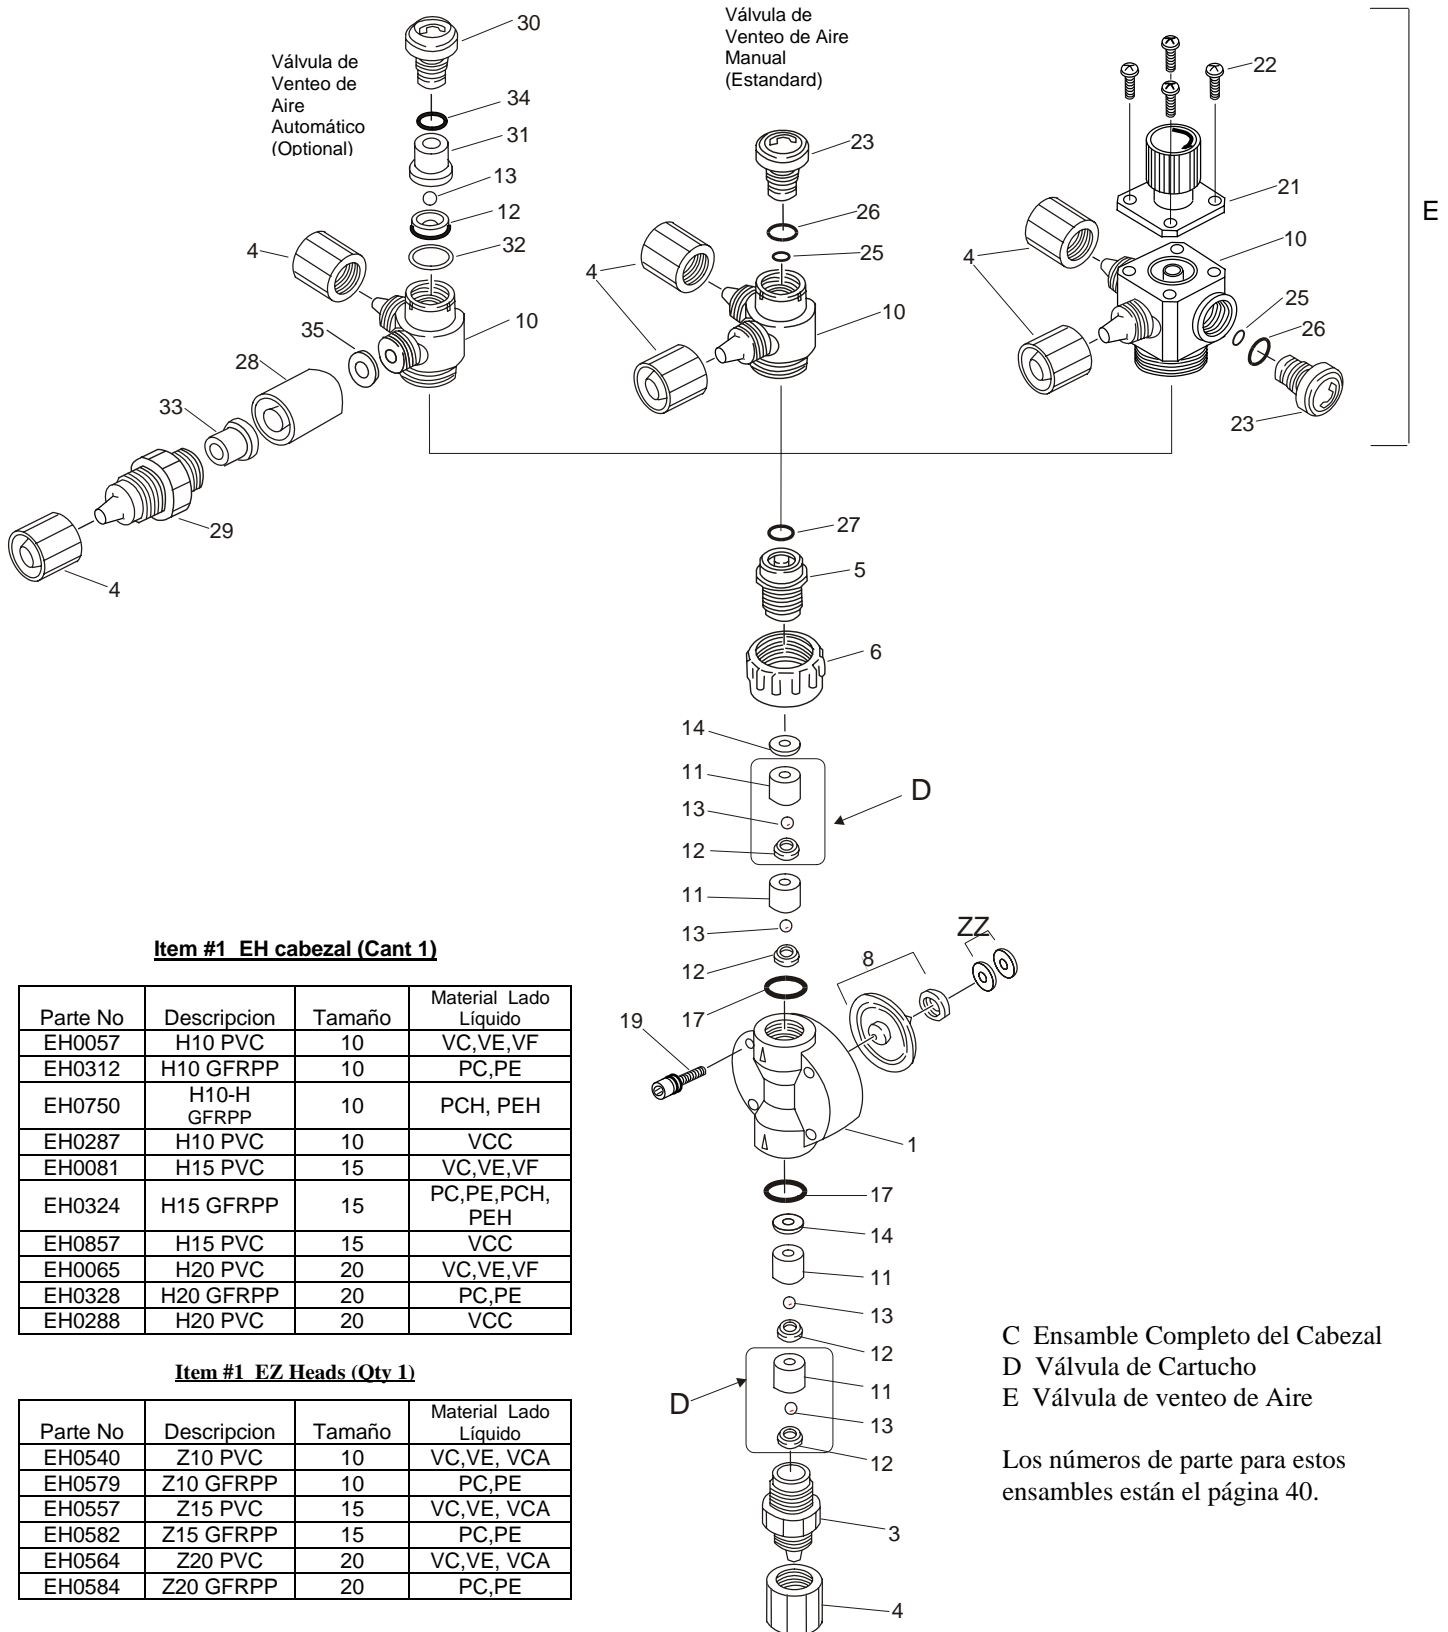 Válvula de
Venteo de
Aire
Automático
(Optional)
30
34
31
13
12
32
4
10
35
28
33
29
4
Válvula de
Venteo de Aire
Manual
(Estandard)
23
26
25
4
10
22
21
10
4
25
26
23
E
27
5
6
14
11
13
12
D
11
13
12
17
8
ZZ
19
1
17
14
11
13
12
11
13
12
D
3
4
Item #1 EH cabezal (Cant 1)
Parte No Descripcion Tamaño Material Lado Líquido
EH0057 H10 PVC 10 VC,VE,VF
EH0312 H10 GFRPP 10 PC,PE
EH0750 H10-H GFRPP 10 PCH, PEH
EH0287 H10 PVC 10 VCC
EH0081 H15 PVC 15 VC,VE,VF
EH0324 H15 GFRPP 15 PC,PE,PCH, PEH
EH0857 H15 PVC 15 VCC
EH0065 H20 PVC 20 VC,VE,VF
EH0328 H20 GFRPP 20 PC,PE
EH0288 H20 PVC 20 VCC
Item #1 EZ Heads (Qty 1)
Parte No Descripcion Tamaño Material Lado Líquido
EH0540 Z10 PVC 10 VC,VE, VCA
EH0579 Z10 GFRPP 10 PC,PE
EH0557 Z15 PVC 15 VC,VE, VCA
EH0582 Z15 GFRPP 15 PC,PE
EH0564 Z20 PVC 20 VC,VE, VCA
EH0584 Z20 GFRPP 20 PC,PE
C Ensamble Completo del Cabezal
D Válvula de Cartucho
E Válvula de venteo de Aire
Los números de parte para estos
ensambles están el página 40.